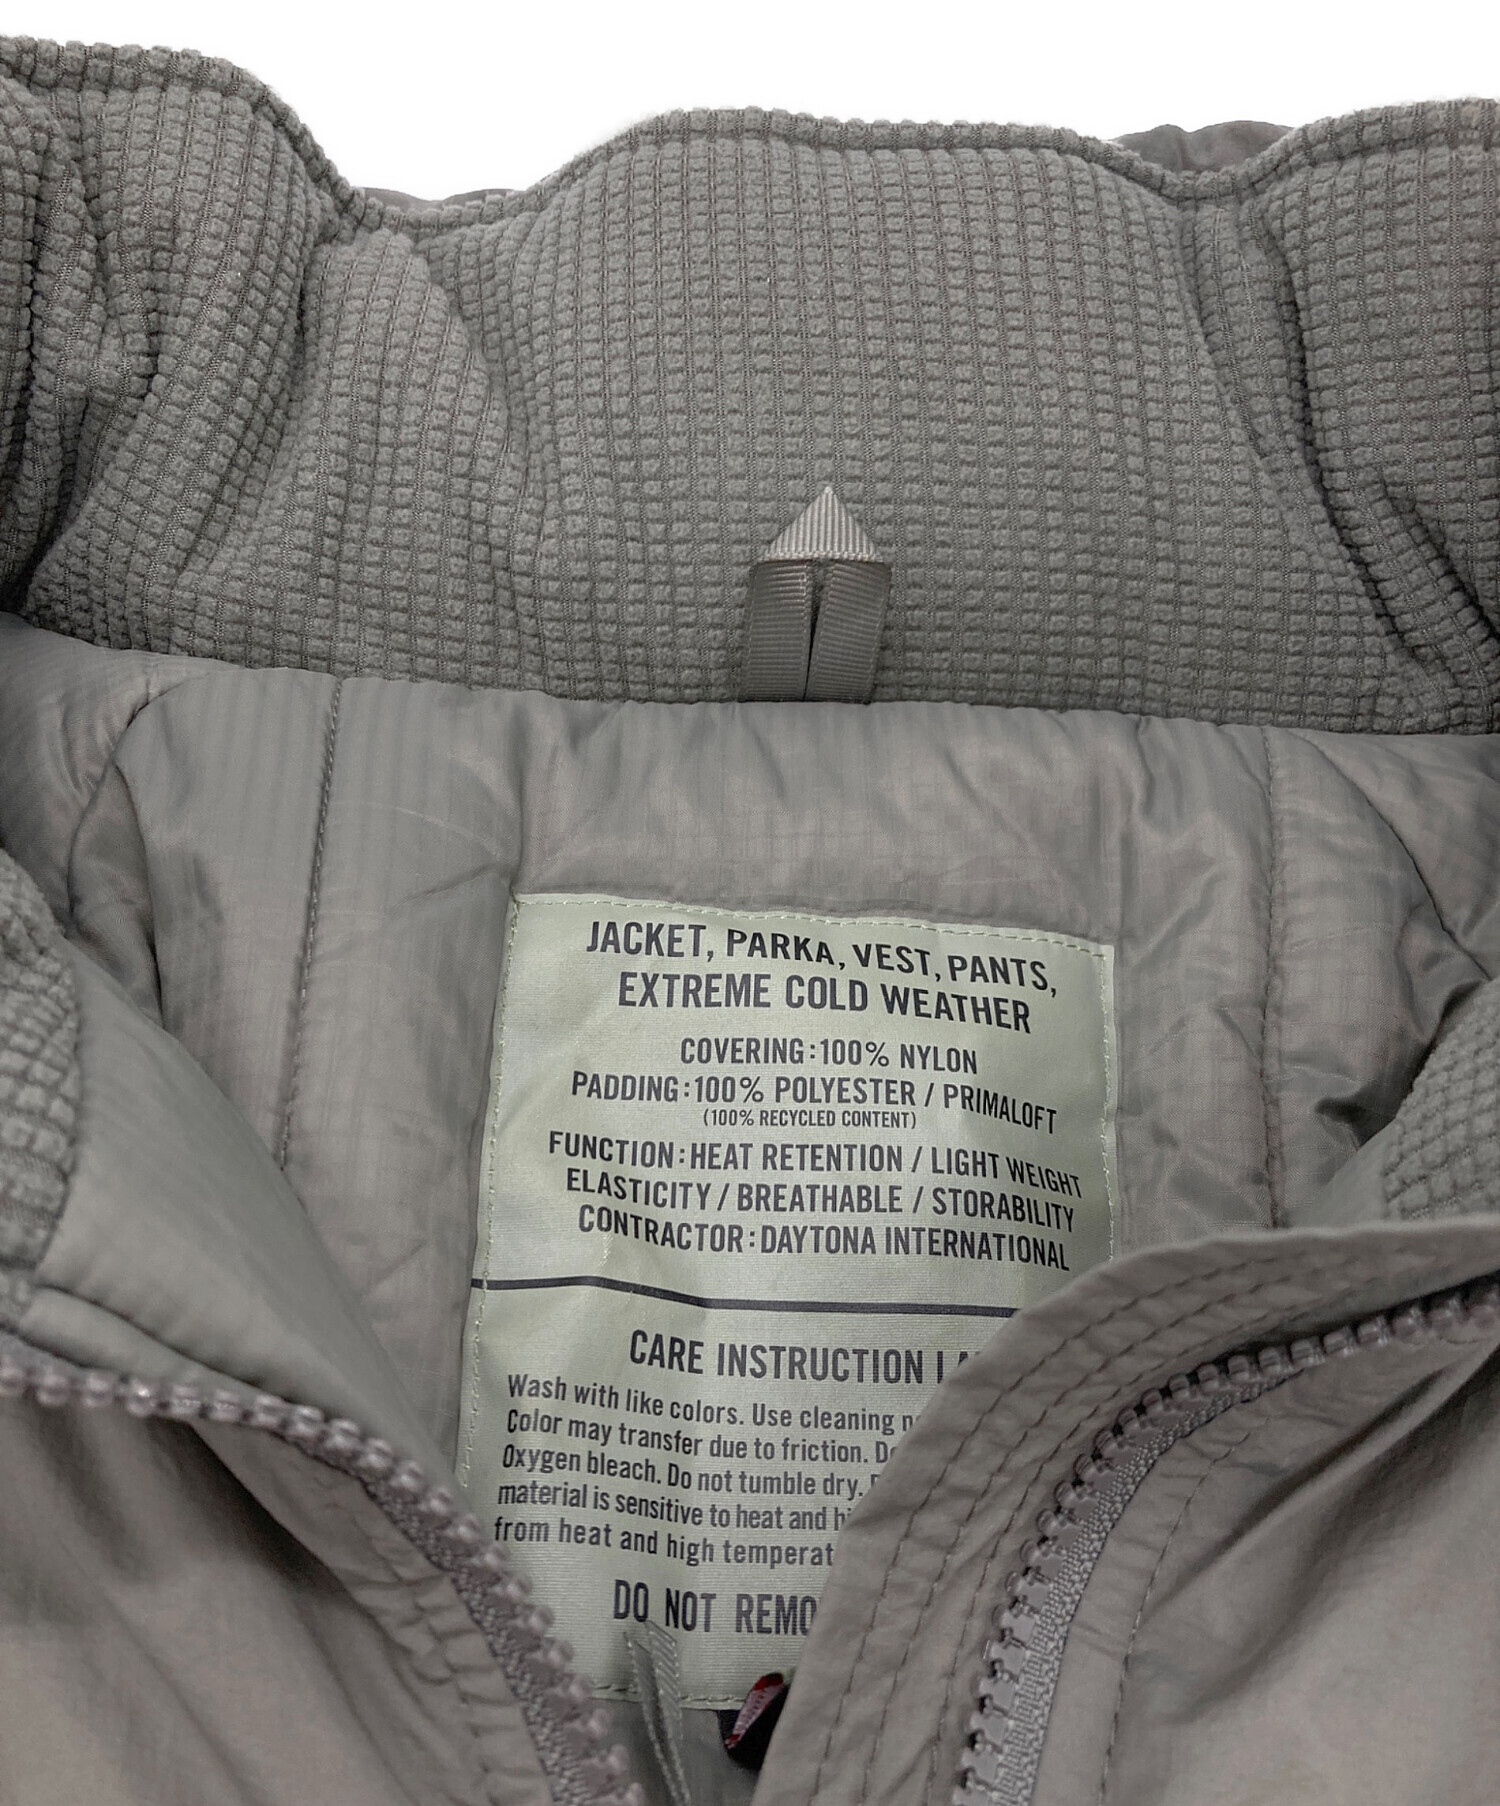 JACKET, PARKA, VEST, PANTS,
EXTREME COLD WEATHER
COVERING:100% NYLON
PADDING:100% POLYESTER / PRIMALOFT
(100% RECYCLED CONTENT)
FUNCTION:HEAT RETENTION / LIGHT WEIGHT
ELASTICITY / BREATHABLE / STORABILITY
CONTRACTOR:DAYTONA INTERNATIONAL
CARE INSTRUCTION
Wash with like colors. Use cleaning
Color may transfer due to friction.
Oxygen bleach. Do not tumble dry.
material is sensitive to heat and
from heat and high
DO NOT